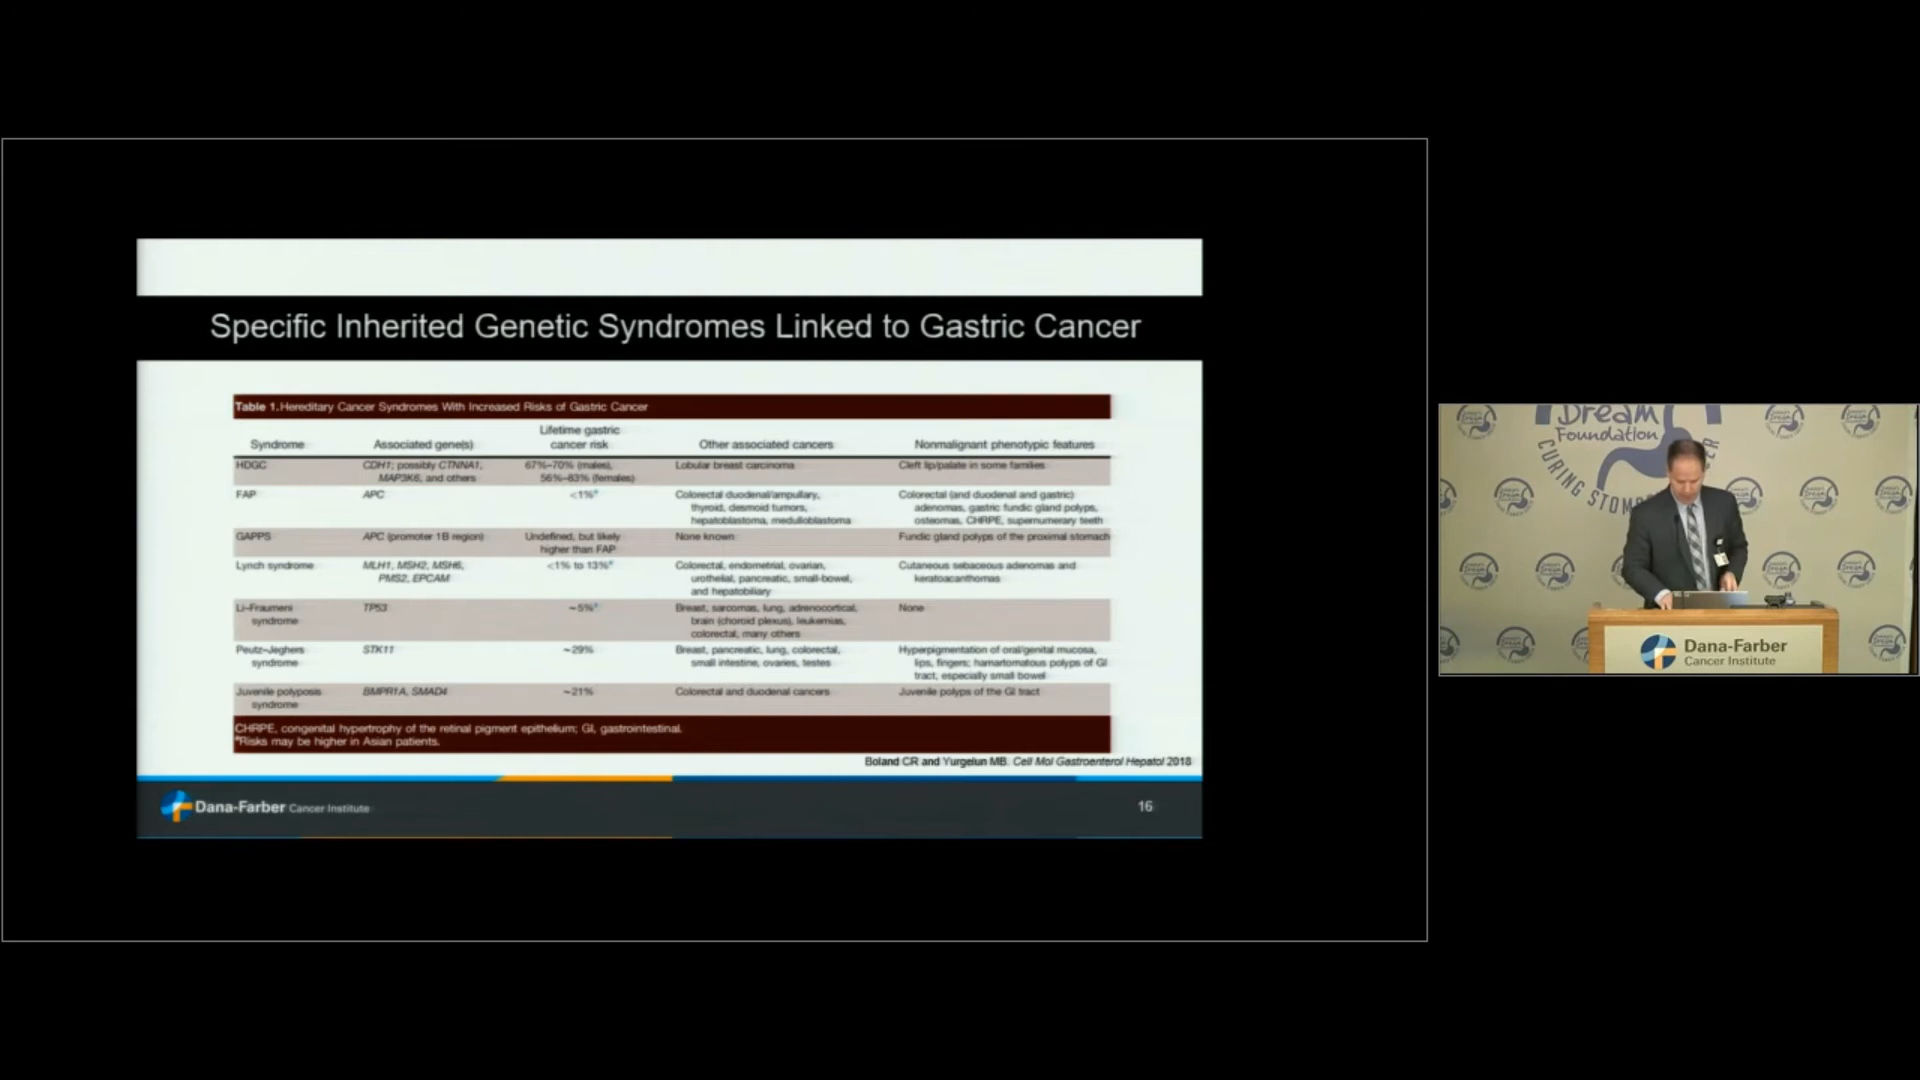 Specific Inherited Genetic Syndromes Linked to Gastric Cancer
Table 1. Hereditary Cancer Syndromes With Increased Risks of Gastric Cancer
Syndrome Associated gene(s) Lifetime gastric cancer risk Other associated cancers Nonmalignant phenotypic features
HDGC CDH1; possibly CTNNA1, 67%–70% (males), Lobular breast carcinoma Cleft lip/palate in some families
MAP3K6, and others 56%–83% (females)
FAP APC <1%a Colorectal duodenal/ampullary, Colorectal (and duodenal and gastric)
thyroid, desmoid tumors, adenomas, gastric fundic gland polyps,
hepatoblastoma, medulloblastoma osteomas, CHRPE, supernumerary teeth
GAPPS APC (promoter 1B region) Undefined, but likely None known Fundic gland polyps of the proximal stomach
higher than FAP
Lynch syndrome MLH1, MSH2, MSH6, <1% to 13%a Colorectal, endometrial, ovarian, Cutaneous sebaceous adenomas and
PMS2, EPCAM urothelial, pancreatic, small-bowel, keratoacanthomas
and hepatobiliary
Li–Fraumeni TP53 ~5%a Breast, sarcomas, lung, adrenocortical, None
syndrome brain (choroid plexus), leukemias,
colorectal, many others
Peutz–Jeghers STK11 ~29% Breast, pancreatic, lung, colorectal, Hyperpigmentation of oral/genital mucosa,
syndrome small intestine, ovaries, testes lips, fingers; hamartomatous polyps of GI
tract, especially small bowel
Juvenile polyposis BMPR1A, SMAD4 ~21% Colorectal and duodenal cancers Juvenile polyps of the GI tract
syndrome
CHRPE, congenital hypertrophy of the retinal pigment epithelium; GI, gastrointestinal.
aRisks may be higher in Asian patients.
Boland CR and Yurgelun MB. Cell Mol Gastroenterol Hepatol 2018
Dana-Farber Cancer Institute
16
Dream
Foundation
CURING STOM
CER
Dana-Farber
Cancer Institute